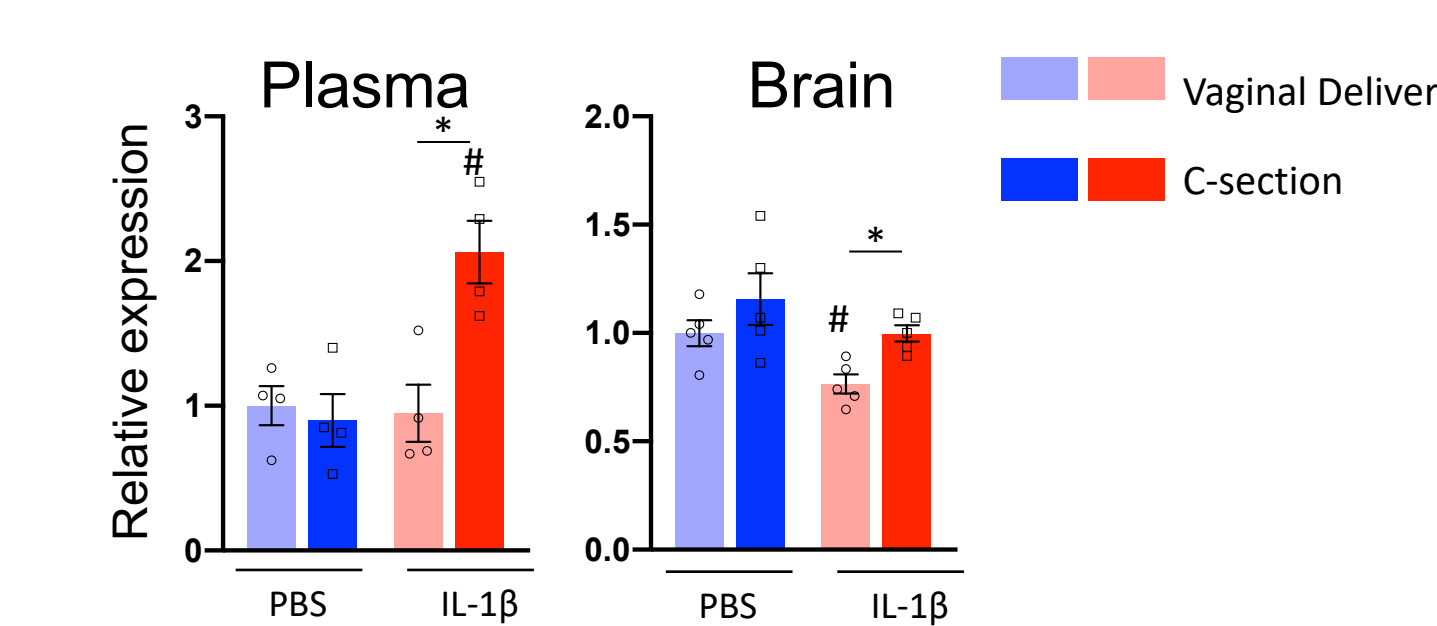 Plasma
Brain
Vaginal Deliver
C-section
Relative expression
3
2
1
0
*
#
2.0
1.5
1.0
0.5
0.0
#
*
PBS
IL-1β
PBS
IL-1β